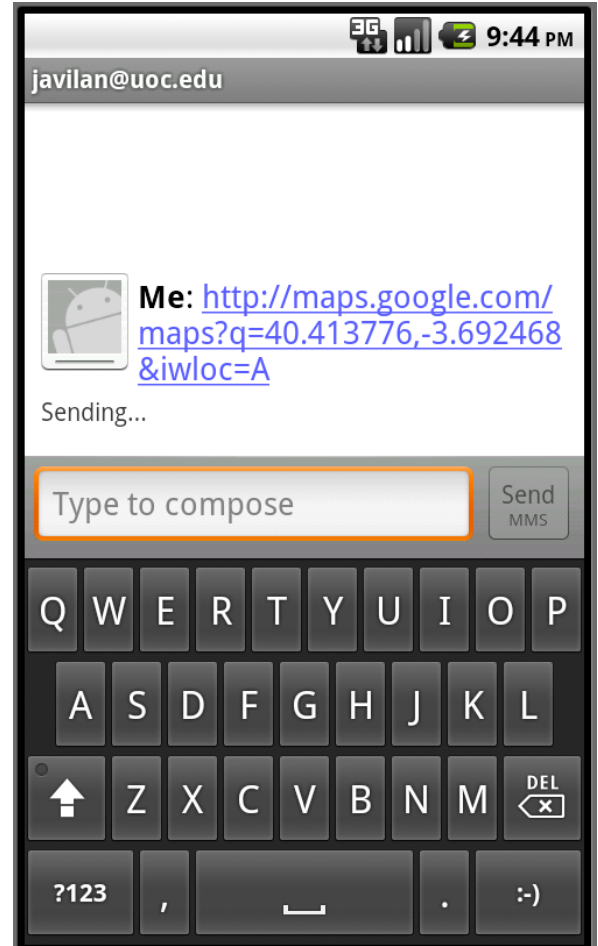 3G 9:44 PM
javilan@uoc.edu
Me: http://maps.google.com/
maps?q=40.413776,-3.692468
&iwloc=A
Sending...
Type to compose
Send
MMS
Q W E R T Y U I O P
A S D F G H J K L
Z X C V B N M DEL
?123 , . :-)